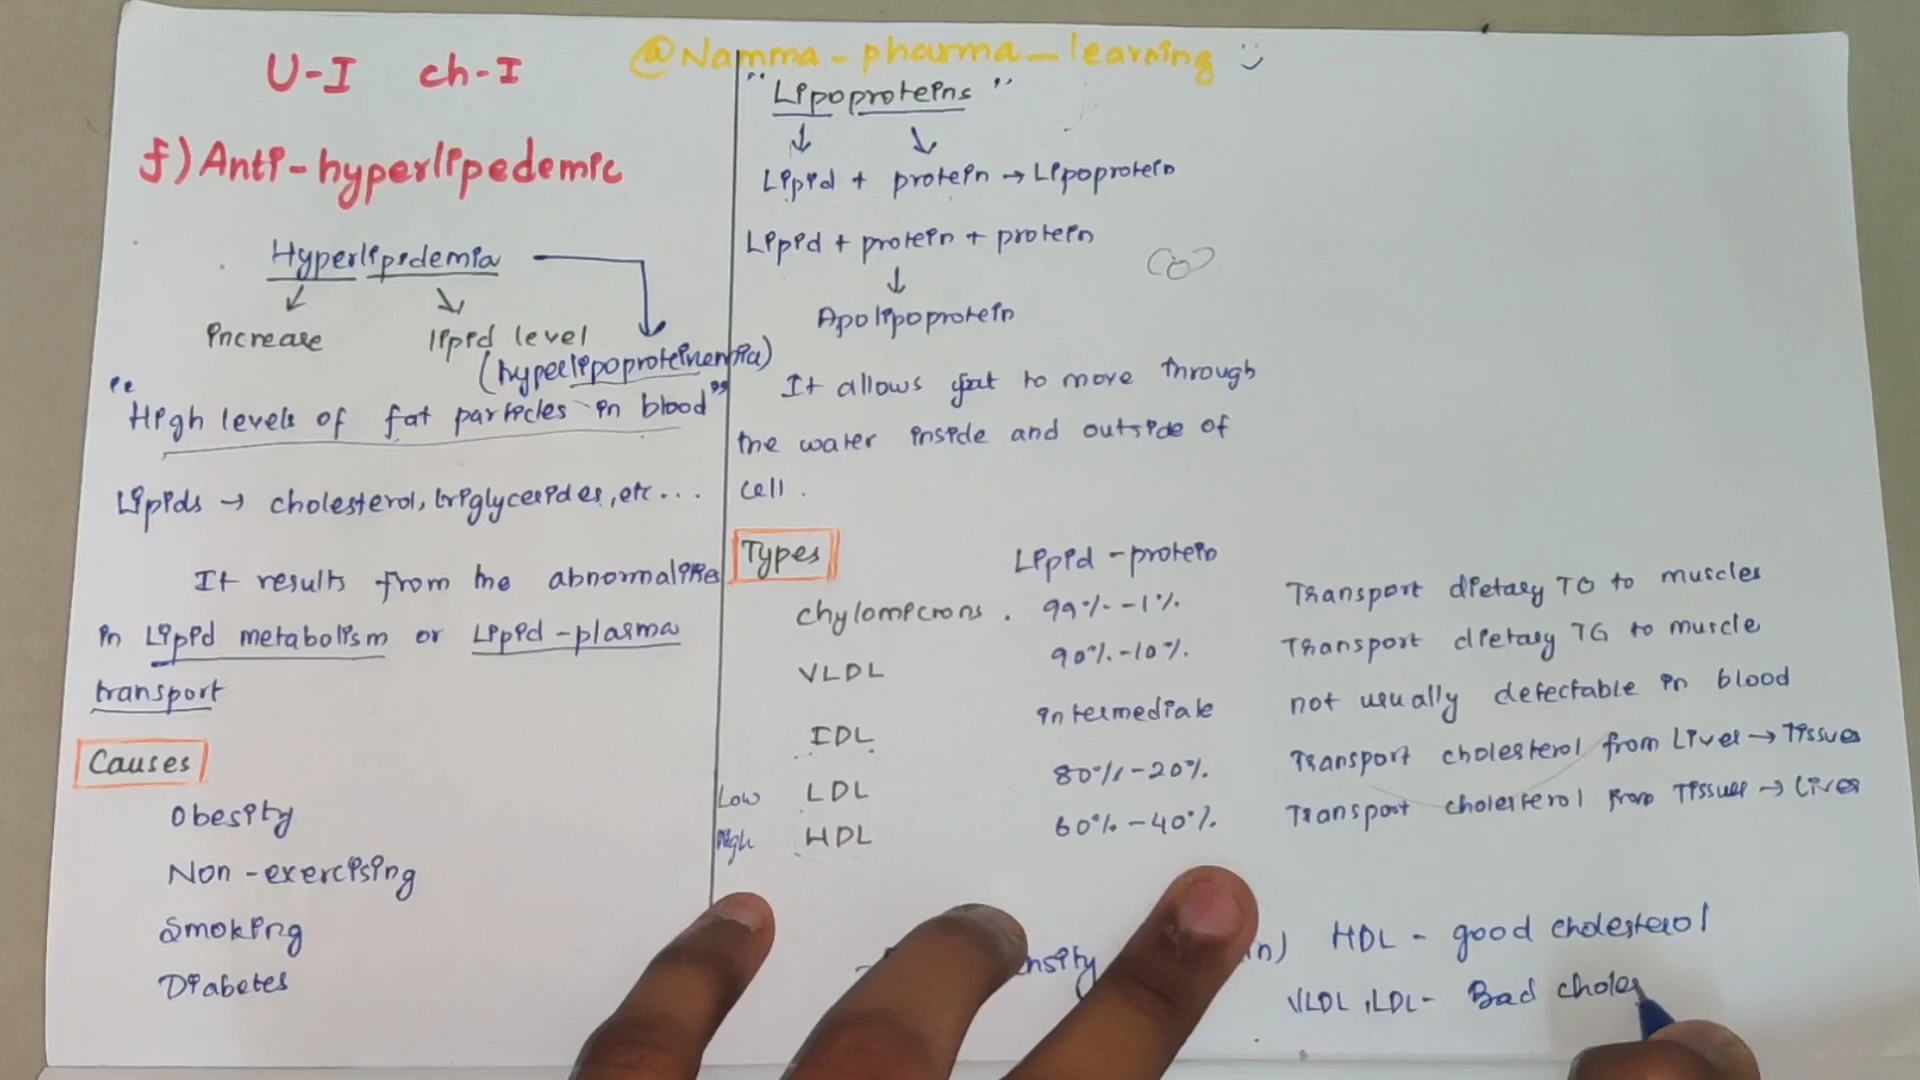 U-I ch-I
f) Anti-hyperlipedemic
Hyperlipidemia
increase lipid level
(hyperlipoproteinemia)
"High levels of fat particles in blood"
Lipids → cholesterol, triglycerides, etc...
It results from the abnormalities
in Lipid metabolism or Lipid-plasma
transport
Causes
Obesity
Non-exercising
Smoking
Diabetes
@Namma-pharma_learning
"Lipoproteins"
Lipid + protein → Lipoprotein
Lipid + protein + protein
Apolipoprotein
It allows fat to move through
the water inside and outside of
cell.
Types Lipid-protein
chylomicrons. 99%-1% Transport dietary TG to muscles
VLDL 90%-10% Transport dietary TG to muscle
IDL intermediate not usually detectable in blood
Low LDL 80%-20% Transport cholesterol from Liver → Tissues
High HDL 60%-40% Transport cholesterol from Tissues → Liver
HDL - good cholesterol
VLDL, LDL - Bad choles